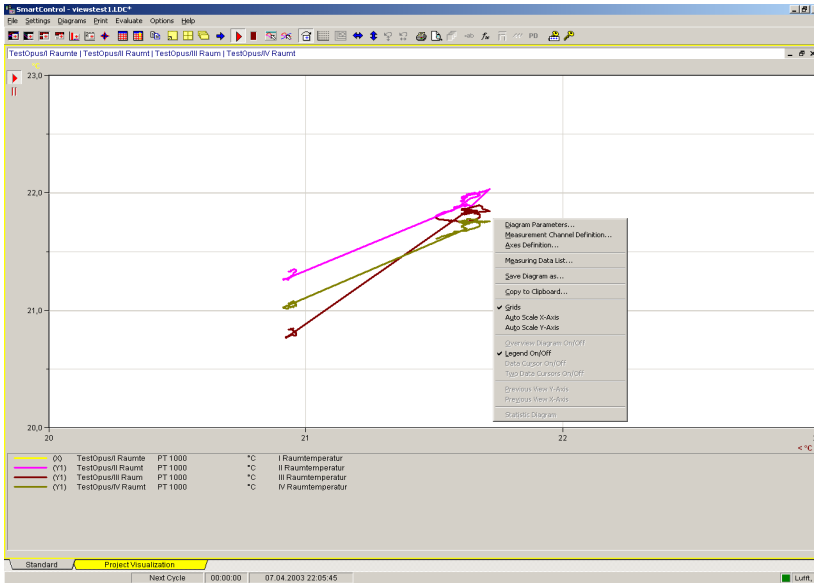 SmartControl - viewstest1.LDC*
File Settings Diagrams Print Evaluate Options Help
TestOpus/I Raumte | TestOpus/II Raumt | TestOpus/III Raum | TestOpus/IV Raumt
°C
23,0
22,0
21,0
20,0
20 21 22
< °C
Diagram Parameters...
Measurement Channel Definition...
Axes Definition...
Measuring Data List...
Save Diagram as...
Copy to Clipboard...
Grids
Auto Scale X-Axis
Auto Scale Y-Axis
Overview Diagram On/Off
Legend On/Off
Data Cursor On/Off
Two Data Cursors On/Off
Previous View Y-Axis
Previous View X-Axis
Statistic Diagram
(X) TestOpus/I Raumte PT 1000 °C I Raumtemperatur
(Y1) TestOpus/II Raumt PT 1000 °C II Raumtemperatur
(Y1) TestOpus/III Raum PT 1000 °C III Raumtemperatur
(Y1) TestOpus/IV Raumt PT 1000 °C IV Raumtemperatur
Standard Project Visualization
Next Cycle 00:00:00 07.04.2003 22:05:45 Lufft,